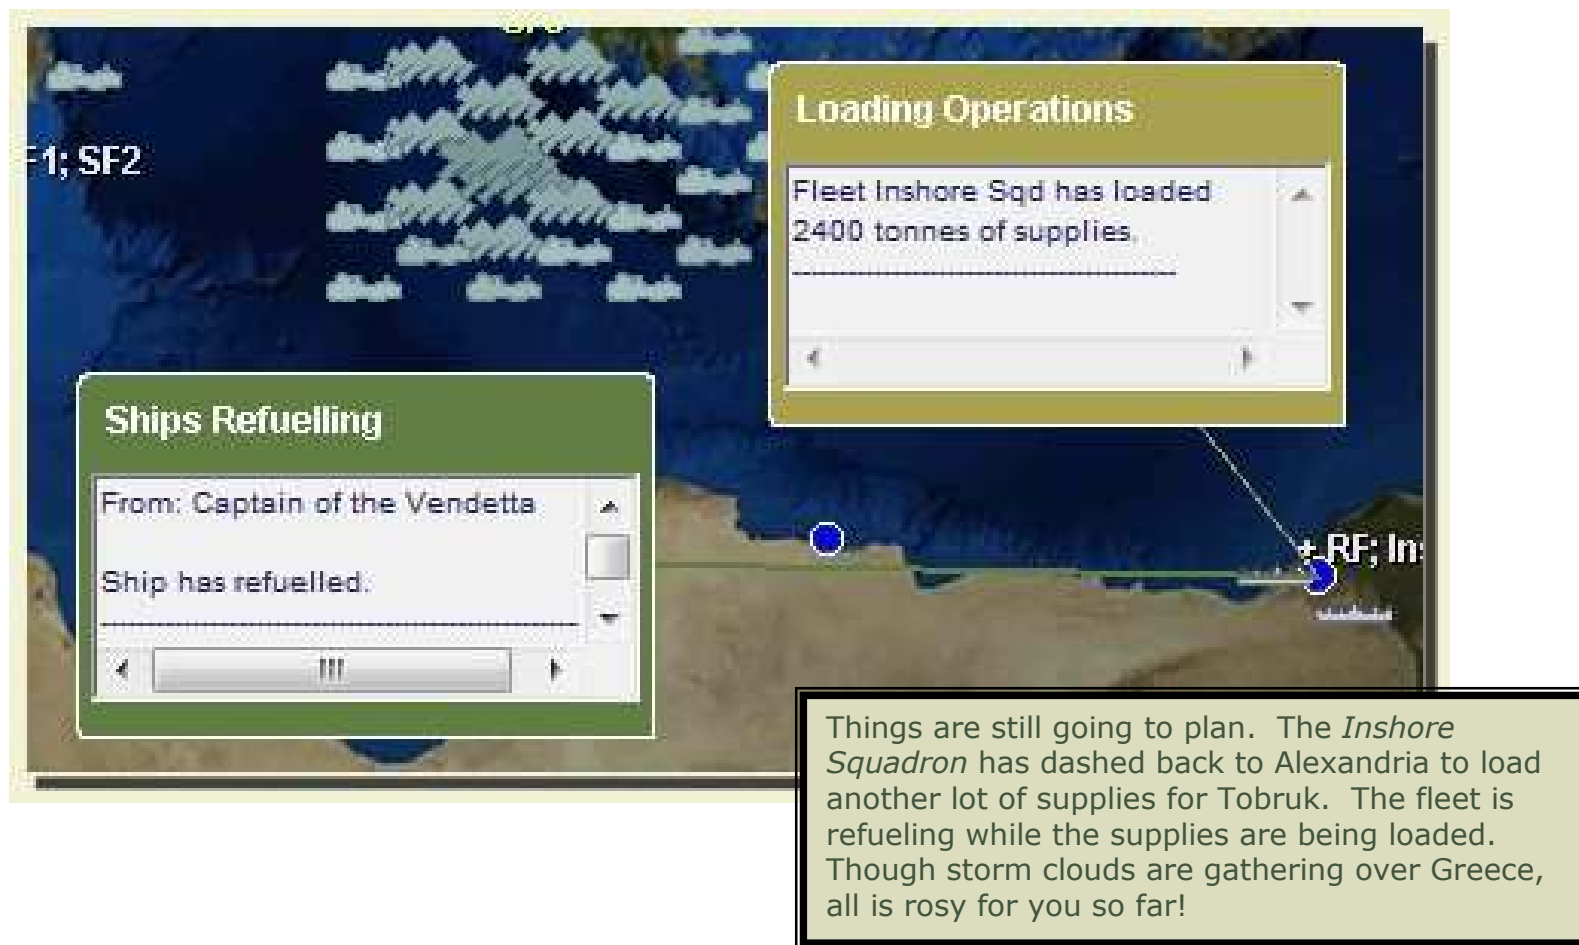 Loading Operations
Fleet Inshore Sqd has loaded
2400 tonnes of supplies.
SF2
Ships Refuelling
From: Captain of the Vendetta
Ship has refuelled.
+ RF;
Things are still going to plan. The Inshore
Squadron has dashed back to Alexandria to load
another lot of supplies for Tobruk. The fleet is
refueling while the supplies are being loaded.
Though storm clouds are gathering over Greece,
all is rosy for you so far!